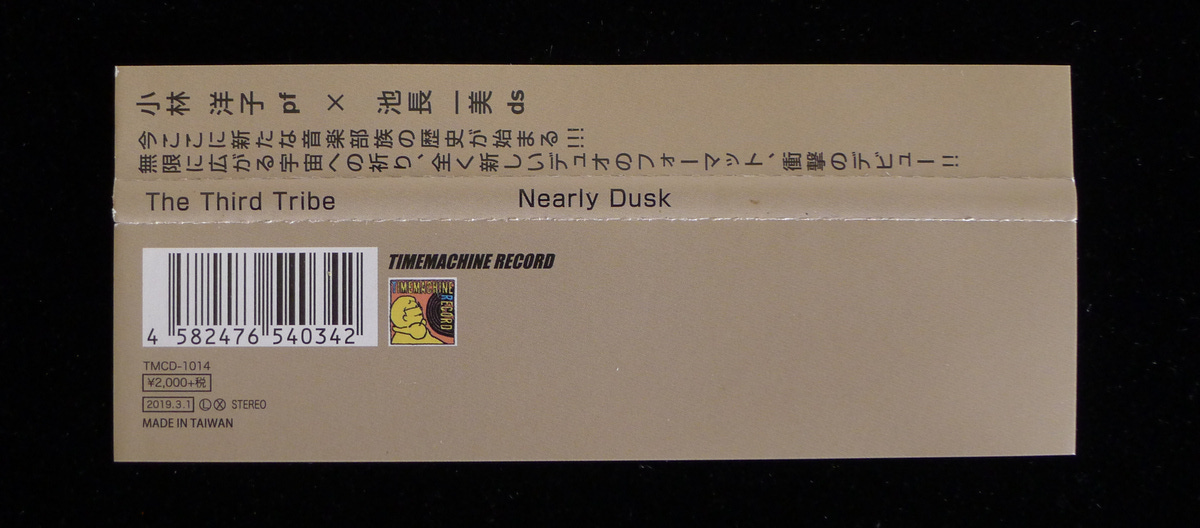 小林 洋子 pf × 池長 一美 ds
今ここに新たな音楽部族の歴史が始まる!!!
無限に広がる宇宙への祈り、全く新しいデュオのフォーマット、衝撃のデビュー!!
The Third Tribe Nearly Dusk
TIMEMACHINE RECORD
TIMEMACHINE
RECORD
4 582476 540342
TMCD-1014
¥2,000+税
2019.3.1 Ⓛ Ⓧ STEREO
MADE IN TAIWAN